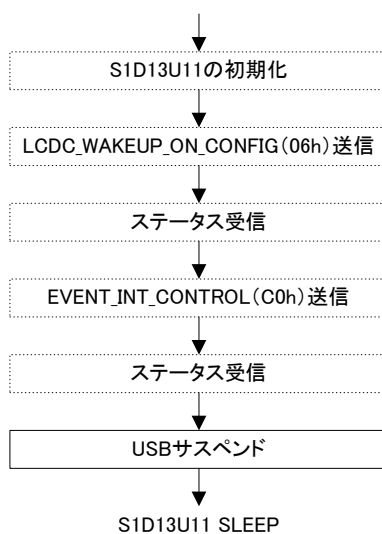 S1D13U11の初期化
LCDC_WAKEUP_ON_CONFIG(06h)送信
ステータス受信
EVENT_INT_CONTROL(C0h)送信
ステータス受信
USBサスペンド
S1D13U11 SLEEP